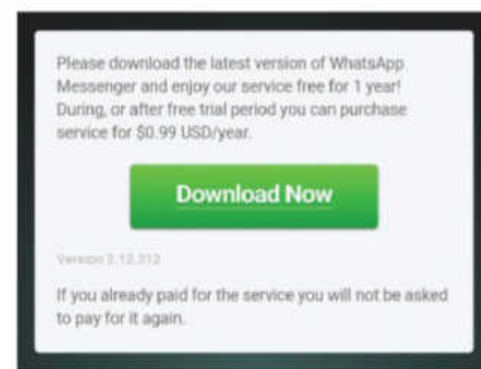 Please download the latest version of WhatsApp
Messenger and enjoy our service free for 1 year!
During, or after free trial period you can purchase
service for $0.99 USD/year.
Download Now
Version 2.12.312
If you already paid for the service you will not be asked
to pay for it again.